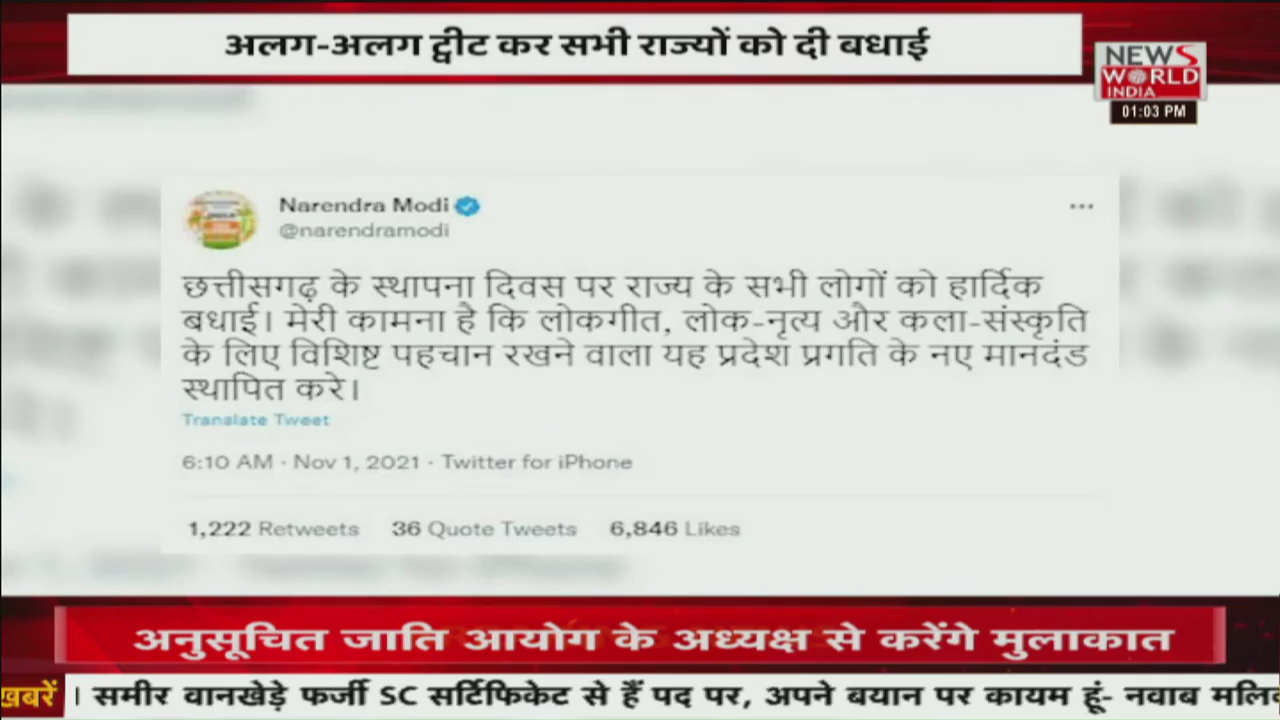 अलग-अलग ट्वीट कर सभी राज्यों को दी बधाई
NEWS
WORLD
INDIA
01:03 PM
Narendra Modi
@narendramodi
छत्तीसगढ़ के स्थापना दिवस पर राज्य के सभी लोगों को हार्दिक
बधाई। मेरी कामना है कि लोकगीत, लोक-नृत्य और कला-संस्कृति
के लिए विशिष्ट पहचान रखने वाला यह प्रदेश प्रगति के नए मानदंड
स्थापित करे।
Translate Tweet
6:10 AM · Nov 1, 2021 · Twitter for iPhone
1,222 Retweets 36 Quote Tweets 6,846 Likes
अनुसूचित जाति आयोग के अध्यक्ष से करेंगे मुलाकात
खबरें । समीर वानखेड़े फर्जी SC सर्टिफिकेट से हैं पद पर, अपने बयान पर कायम हूं- नवाब